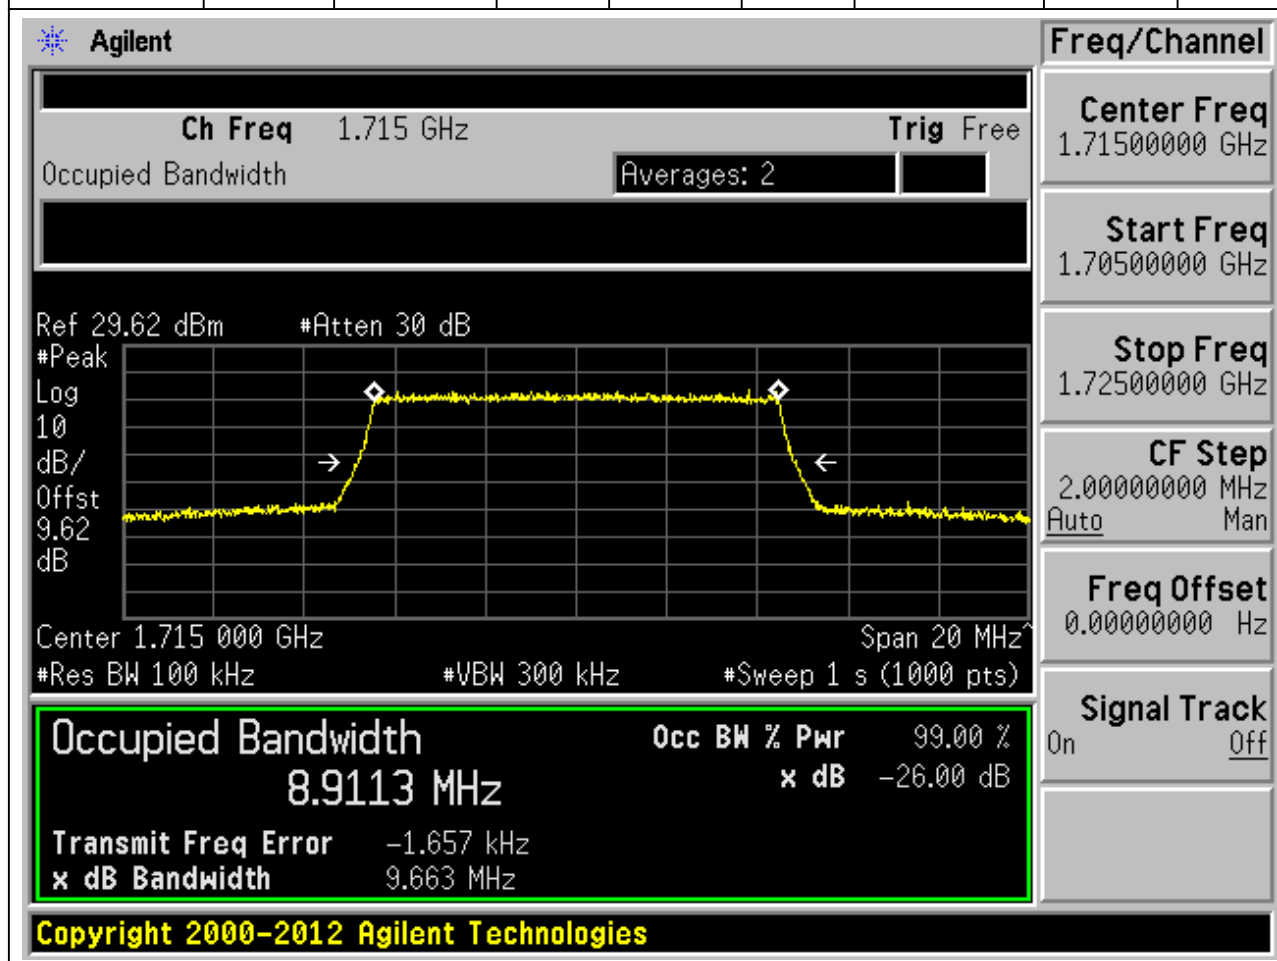 Agilent
Freq/Channel
Ch Freq 1.715 GHz Trig Free
Occupied Bandwidth Averages: 2
Center Freq
1.71500000 GHz
Start Freq
1.70500000 GHz
Stop Freq
1.72500000 GHz
CF Step
2.00000000 MHz
Auto Man
Freq Offset
0.00000000 Hz
Signal Track
On Off
Ref 29.62 dBm #Atten 30 dB
#Peak
Log
10
dB/
Offst
9.62
dB
Center 1.715 000 GHz Span 20 MHz^
#Res BW 100 kHz #VBW 300 kHz #Sweep 1 s (1000 pts)
Occupied Bandwidth Occ BW % Pwr 99.00 %
8.9113 MHz x dB -26.00 dB
Transmit Freq Error -1.657 kHz
x dB Bandwidth 9.663 MHz
Copyright 2000-2012 Agilent Technologies